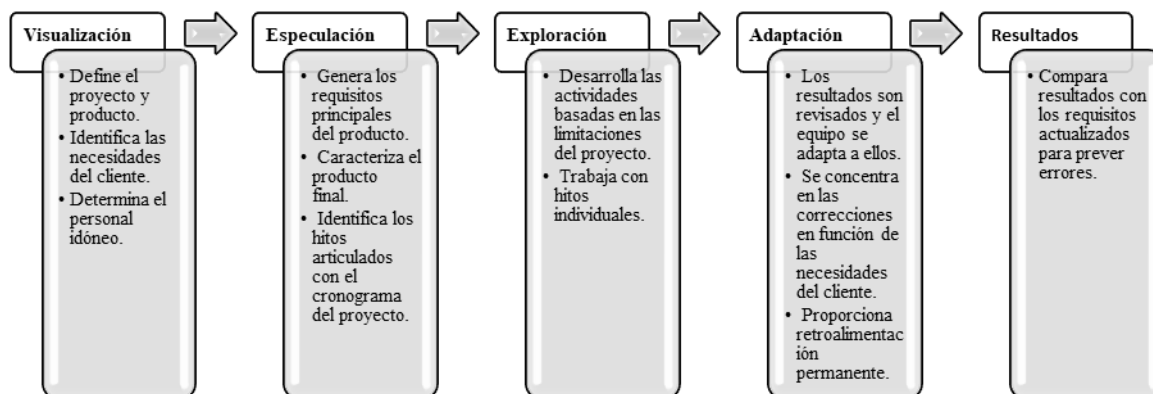 Visualización
• Define el
proyecto y
producto.
• Identifica las
necesidades
del cliente.
• Determina el
personal
idóneo.
Especulación
• Genera los
requisitos
principales
del producto.
• Caracteriza el
producto
final.
• Identifica los
hitos
articulados
con el
cronograma
del proyecto.
Exploración
• Desarrolla las
actividades
basadas en las
limitaciones
del proyecto.
• Trabaja con
hitos
individuales.
Adaptación
• Los
resultados son
revisados y el
equipo se
adapta a ellos.
• Se concentra
en las
correcciones
en función de
las
necesidades
del cliente.
• Proporciona
retroalimentac
ión
permanente.
Resultados
• Compara
resultados con
los requisitos
actualizados
para prever
errores.